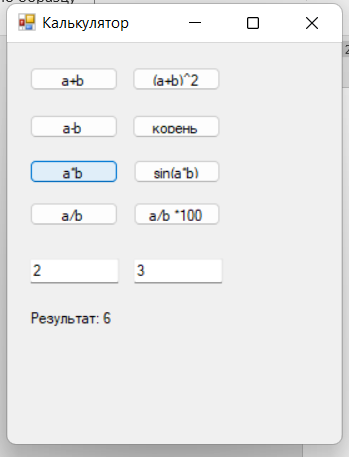 Калькулятор
a+b (a+b)^2
a-b корень
a*b sin(a*b)
a/b a/b *100
2 3
Результат: 6